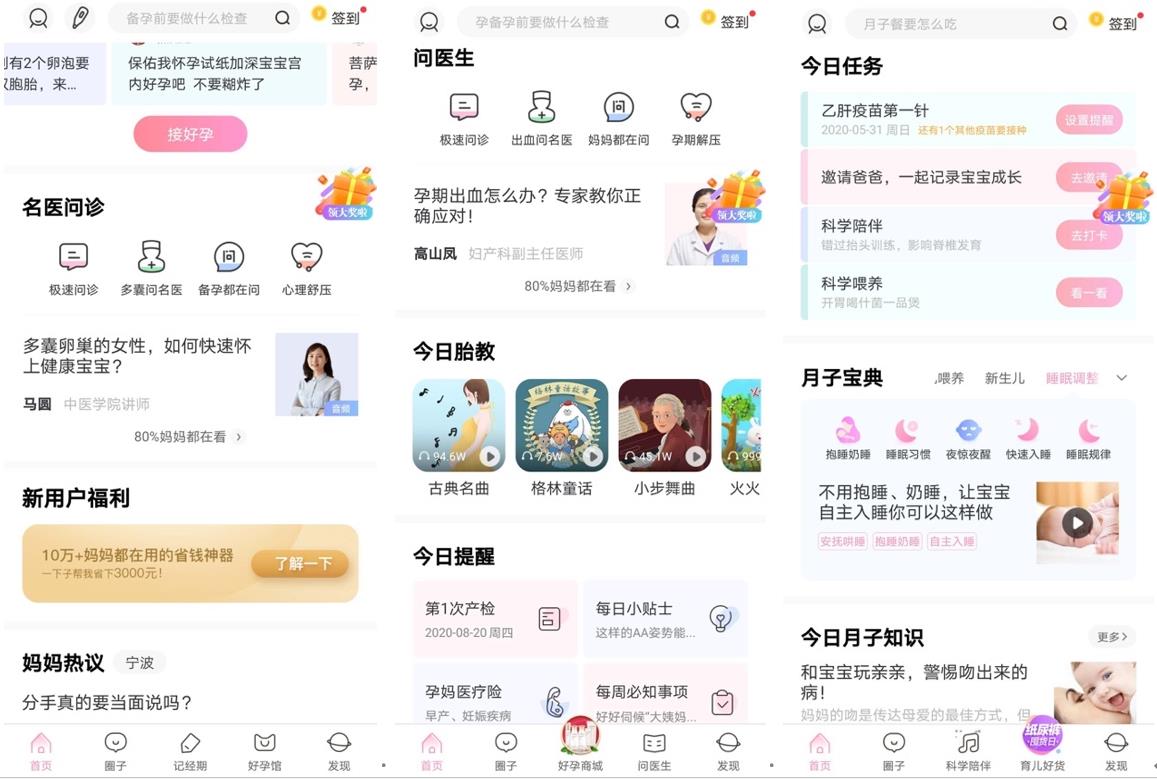 备孕前要做什么检查
签到
有2个卵泡要
胞胎，来...
保佑我怀孕试纸加深宝宝宫
内好孕吧 不要糊炸了
菩萨
孕，
接好孕
名医问诊
领大奖啦
极速问诊
多囊问名医
备孕都在问
心理舒压
多囊卵巢的女性，如何快速怀
上健康宝宝？
马圆 中医学院讲师
音频
80%妈妈都在看
新用户福利
10万+妈妈都在用的省钱神器
一下子帮我省下3000元！
了解一下
妈妈热议
宁波
分手真的要当面说吗？
首页
圈子
记经期
好孕馆
发现
孕备孕前要做什么检查
签到
问医生
极速问诊
出血问名医
妈妈都在问
孕期解压
孕期出血怎么办？专家教你正
确应对！
领大奖啦
高山凤 妇产科副主任医师
音频
80%妈妈都在看
今日胎教
94.6W
7.6W
45.1W
999
古典名曲
格林童话故事
格林童话
小步舞曲
火火
今日提醒
第1次产检
2020-08-20 周四
每日小贴士
这样的AA姿势能...
孕妈医疗险
早产、妊娠疾病
每周必知事项
好好伺候“大姨妈...
首页
圈子
好孕商城
问医生
发现
月子餐要怎么吃
签到
今日任务
乙肝疫苗第一针
2020-05-31 周日 还有1个其他疫苗要接种
设置提醒
邀请爸爸，一起记录宝宝成长
去邀请
领大奖啦
科学陪伴
错过抬头训练，影响脊椎发育
去打卡
科学喂养
开胃喝什菌一品煲
看一看
月子宝典
喂养
新生儿
睡眠调整
抱睡奶睡
睡眠习惯
夜惊夜醒
快速入睡
睡眠规律
不用抱睡、奶睡，让宝宝
自主入睡你可以这样做
安抚哄睡
抱睡奶睡
自主入睡
今日月子知识
更多
和宝宝玩亲亲，警惕吻出来的
病！
妈妈的吻是传达母爱的最佳方式，但
首页
圈子
科学陪伴
纸尿裤
囤货日
育儿好货
发现